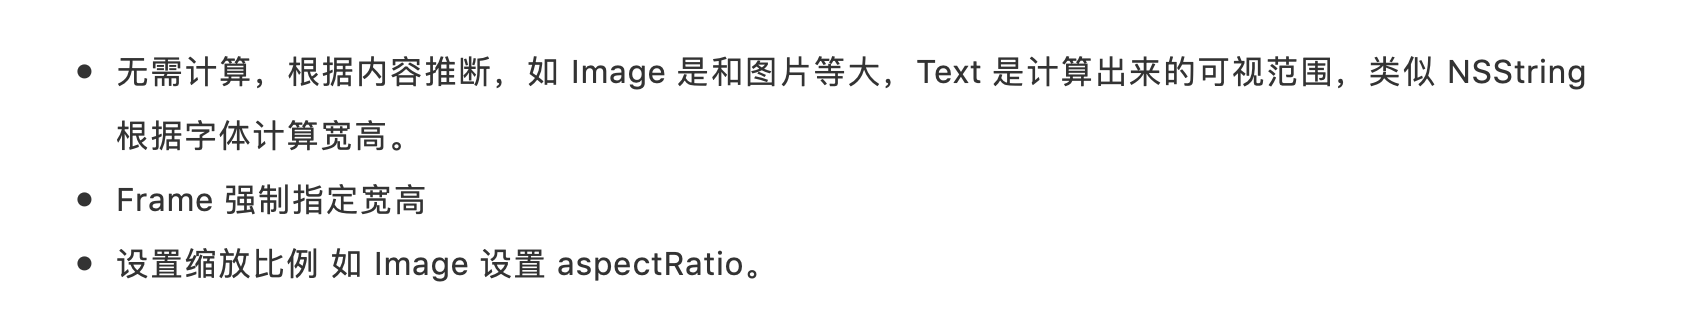 • 无需计算，根据内容推断，如 Image 是和图片等大，Text 是计算出来的可视范围，类似 NSString
根据字体计算宽高。
• Frame 强制指定宽高
• 设置缩放比例 如 Image 设置 aspectRatio。